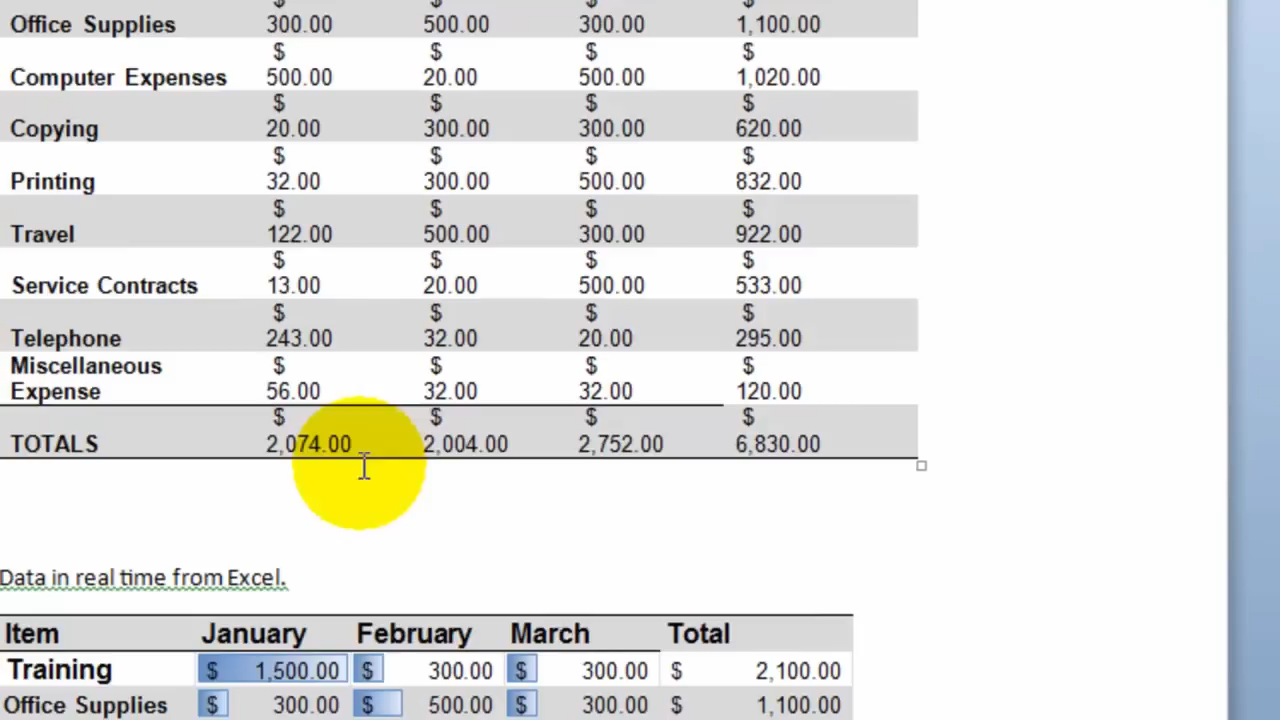 $ $ $ $
Office Supplies 300.00 500.00 300.00 1,100.00
$ $ $ $
Computer Expenses 500.00 20.00 500.00 1,020.00
$ $ $ $
Copying 20.00 300.00 300.00 620.00
$ $ $ $
Printing 32.00 300.00 500.00 832.00
$ $ $ $
Travel 122.00 500.00 300.00 922.00
$ $ $ $
Service Contracts 13.00 20.00 500.00 533.00
$ $ $ $
Telephone 243.00 32.00 20.00 295.00
Miscellaneous $ $ $ $
Expense 56.00 32.00 32.00 120.00
$ $ $ $
TOTALS 2,074.00 2,004.00 2,752.00 6,830.00
Data in real time from Excel.
Item January February March Total
Training $ 1,500.00 $ 300.00 $ 300.00 $ 2,100.00
Office Supplies $ 300.00 $ 500.00 $ 300.00 $ 1,100.00